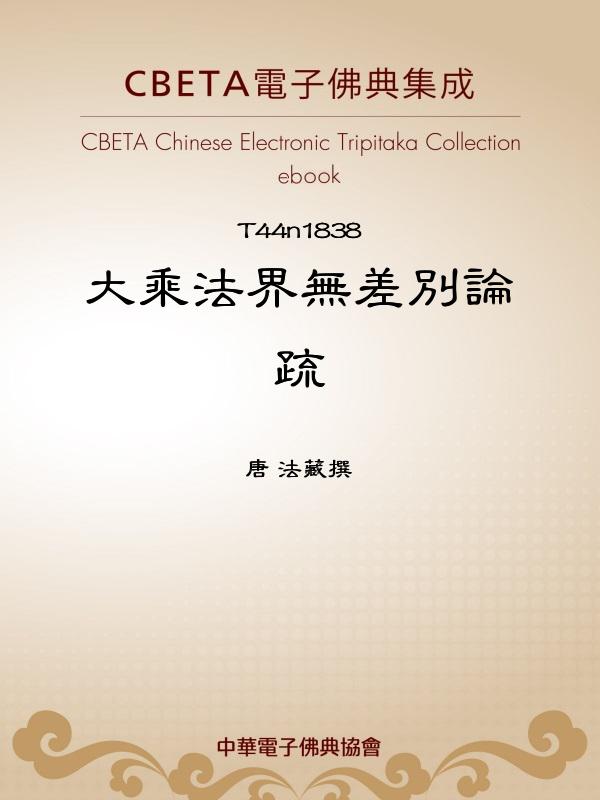 CBETA電子佛典集成
CBETA Chinese Electronic Tripitaka Collection
ebook
T44n1838
大乘法界無差別論
疏
唐 法藏撰
中華電子佛典協會